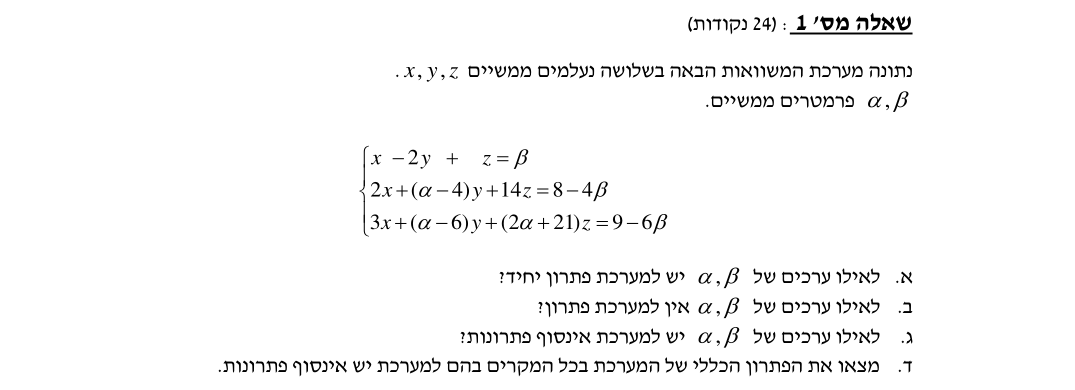 שאלה מס' 1 : (24 נקודות)
נתונה מערכת המשוואות הבאה בשלושה נעלמים ממשיים x, y, z .
α, β פרמטרים ממשיים.
x − 2y + z = β
2x + (α − 4)y + 14z = 8 − 4β
3x + (α − 6)y + (2α + 21)z = 9 − 6β
א. לאילו ערכים של α, β יש למערכת פתרון יחיד?
ב. לאילו ערכים של α, β אין למערכת פתרון?
ג. לאילו ערכים של α, β יש למערכת אינסוף פתרונות?
ד. מצאו את הפתרון הכללי של המערכת בכל המקרים בהם למערכת יש אינסוף פתרונות.